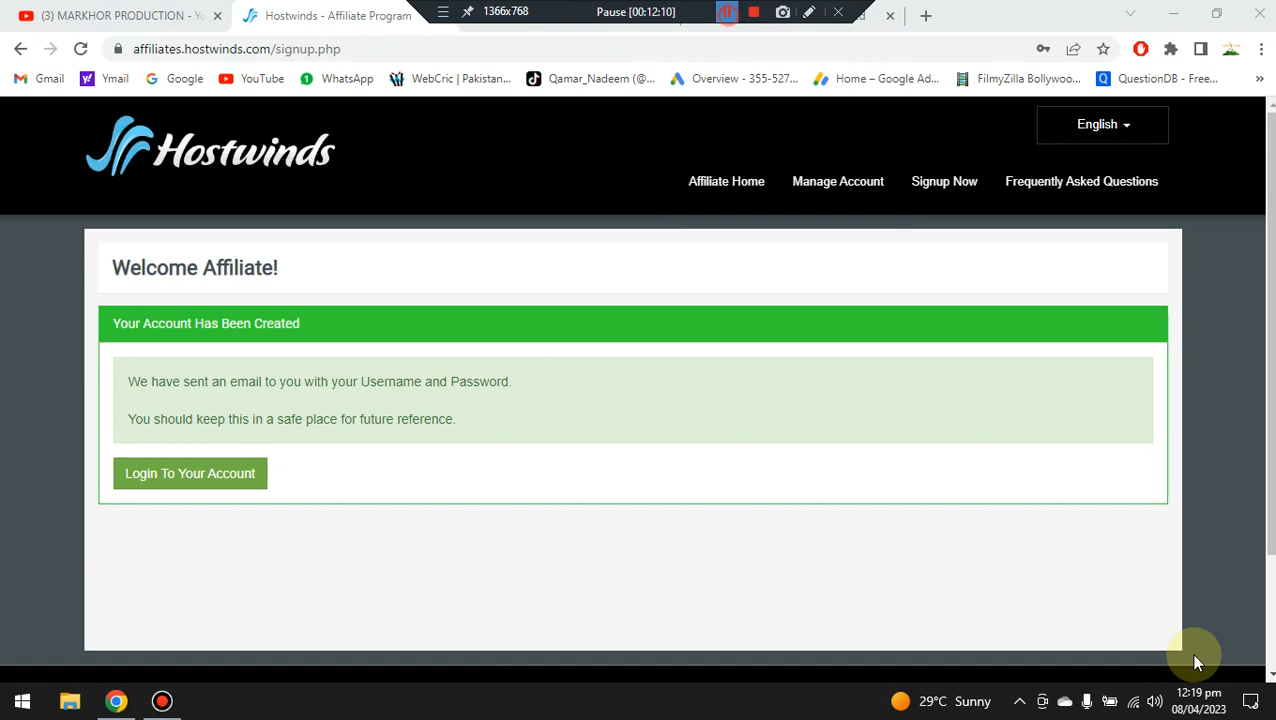 (3) MARKHOR PRODUCTION - Yo
Hostwinds - Affiliate Program
1366x768
Pause [00:12:10]
affiliates.hostwinds.com/signup.php
Gmail
Ymail
Google
YouTube
WhatsApp
WebCric | Pakistan...
Qamar_Nadeem (@...
Overview - 355-527...
Home – Google Ad...
FilmyZilla Bollywoo...
QuestionDB - Free...
»
Hostwinds
English
Affiliate Home
Manage Account
Signup Now
Frequently Asked Questions
Welcome Affiliate!
Your Account Has Been Created
We have sent an email to you with your Username and Password.
You should keep this in a safe place for future reference.
Login To Your Account
29°C Sunny
12:19 pm
08/04/2023